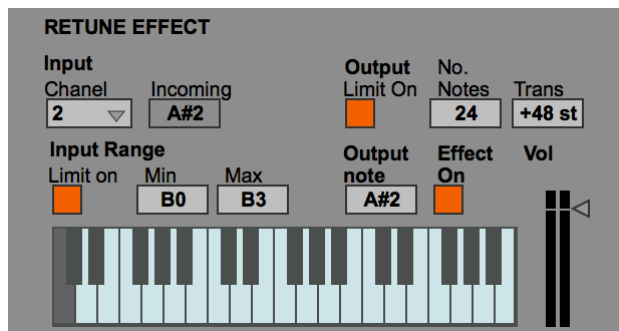 RETUNE EFFECT
Input
Output No.
Chanel Incoming Limit On Notes Trans
2 A#2 24 +48 st
Input Range Output Effect Vol
Limit on Min Max note On
B0 B3 A#2